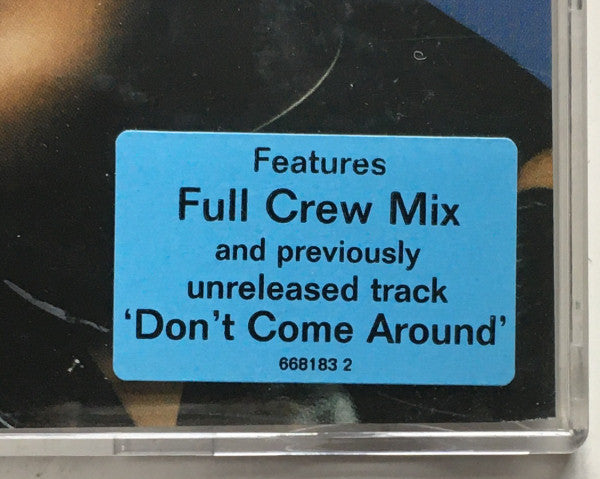 Features
Full Crew Mix
and previously
unreleased track
‘Don't Come Around’
668183 2